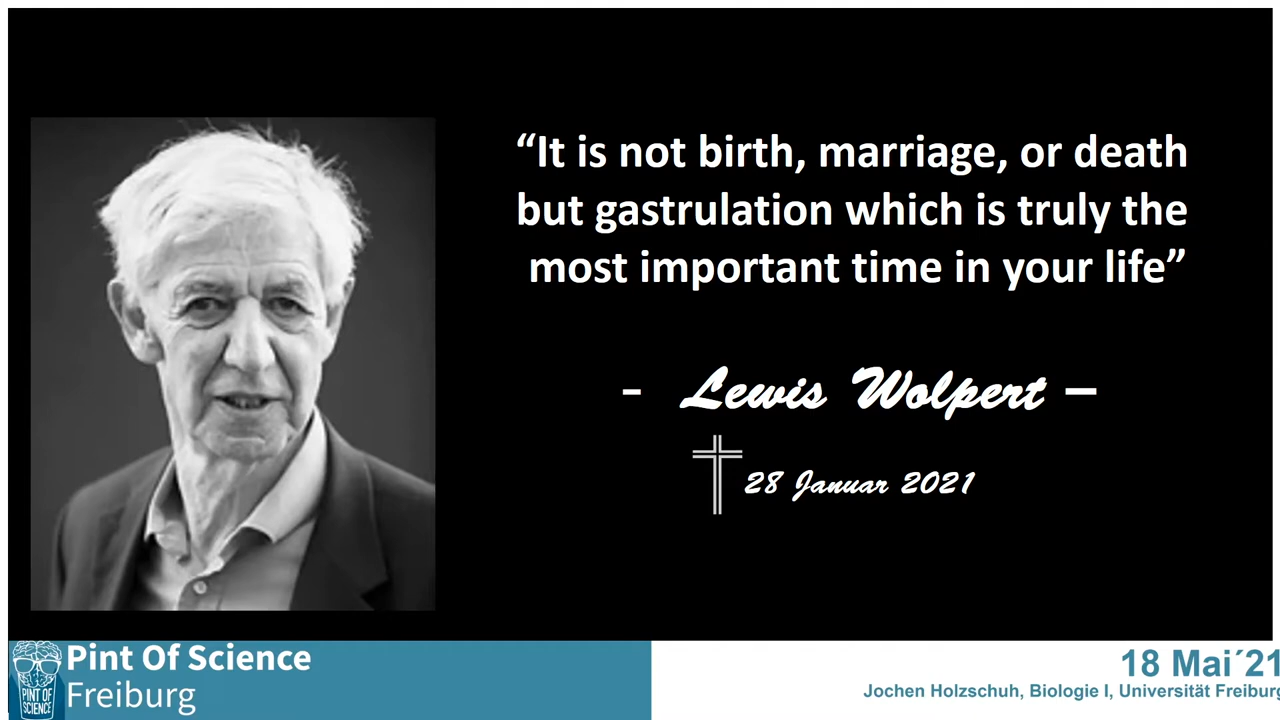 “It is not birth, marriage, or death
but gastrulation which is truly the
most important time in your life”
- Lewis Wolpert –
28 Januar 2021
PINT OF
SCIENCE
Pint Of Science
Freiburg
18 Mai´21
Jochen Holzschuh, Biologie I, Universität Freiburg